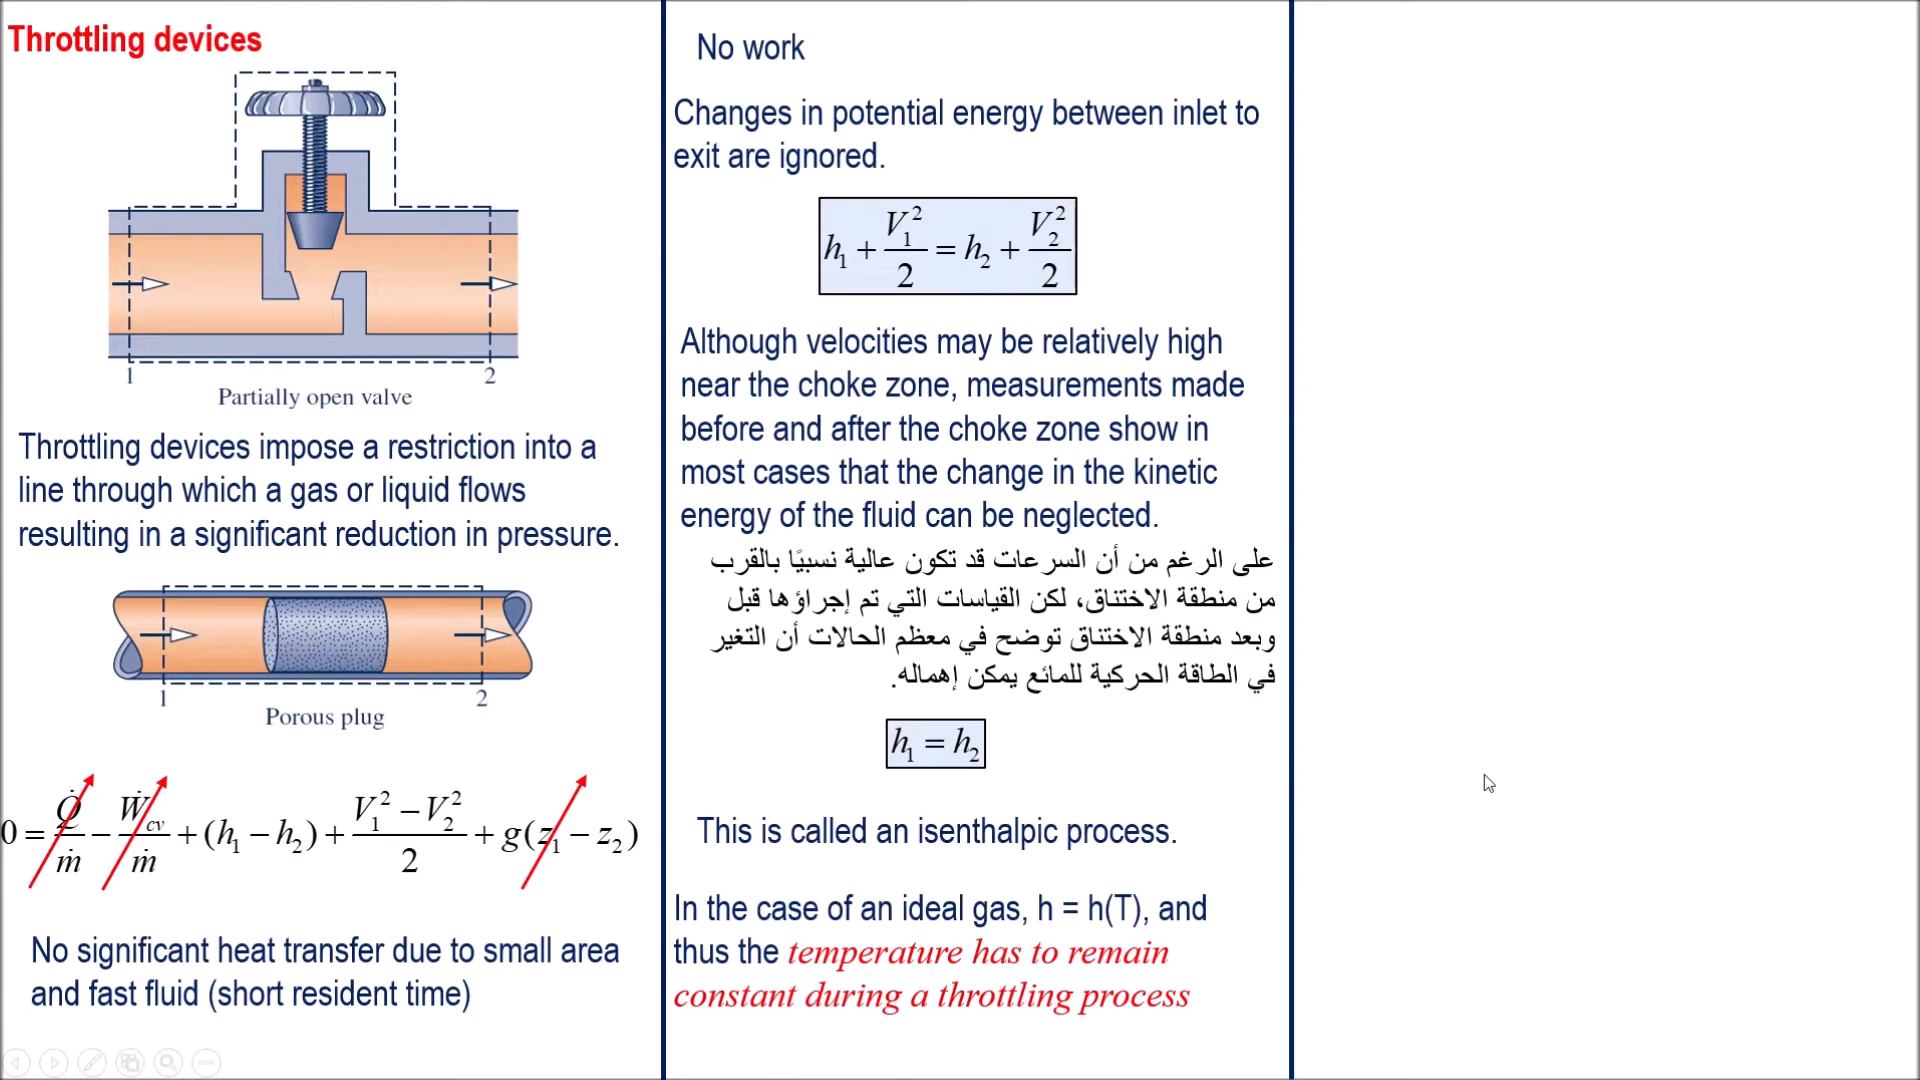 Throttling devices
1
2
Partially open valve
Throttling devices impose a restriction into a
line through which a gas or liquid flows
resulting in a significant reduction in pressure.
1
2
Porous plug
0 = Q̇/ṁ − Ẇcv/ṁ + (h₁ − h₂) + (V₁² − V₂²)/2 + g(z₁ − z₂)
No significant heat transfer due to small area
and fast fluid (short resident time)
No work
Changes in potential energy between inlet to
exit are ignored.
h₁ + V₁²/2 = h₂ + V₂²/2
Although velocities may be relatively high
near the choke zone, measurements made
before and after the choke zone show in
most cases that the change in the kinetic
energy of the fluid can be neglected.
على الرغم من أن السرعات قد تكون عالية نسبيًا بالقرب
من منطقة الاختناق، لكن القياسات التي تم إجراؤها قبل
وبعد منطقة الاختناق توضح في معظم الحالات أن التغير
في الطاقة الحركية للمائع يمكن إهماله.
h₁ = h₂
This is called an isenthalpic process.
In the case of an ideal gas, h = h(T), and
thus the temperature has to remain
constant during a throttling process